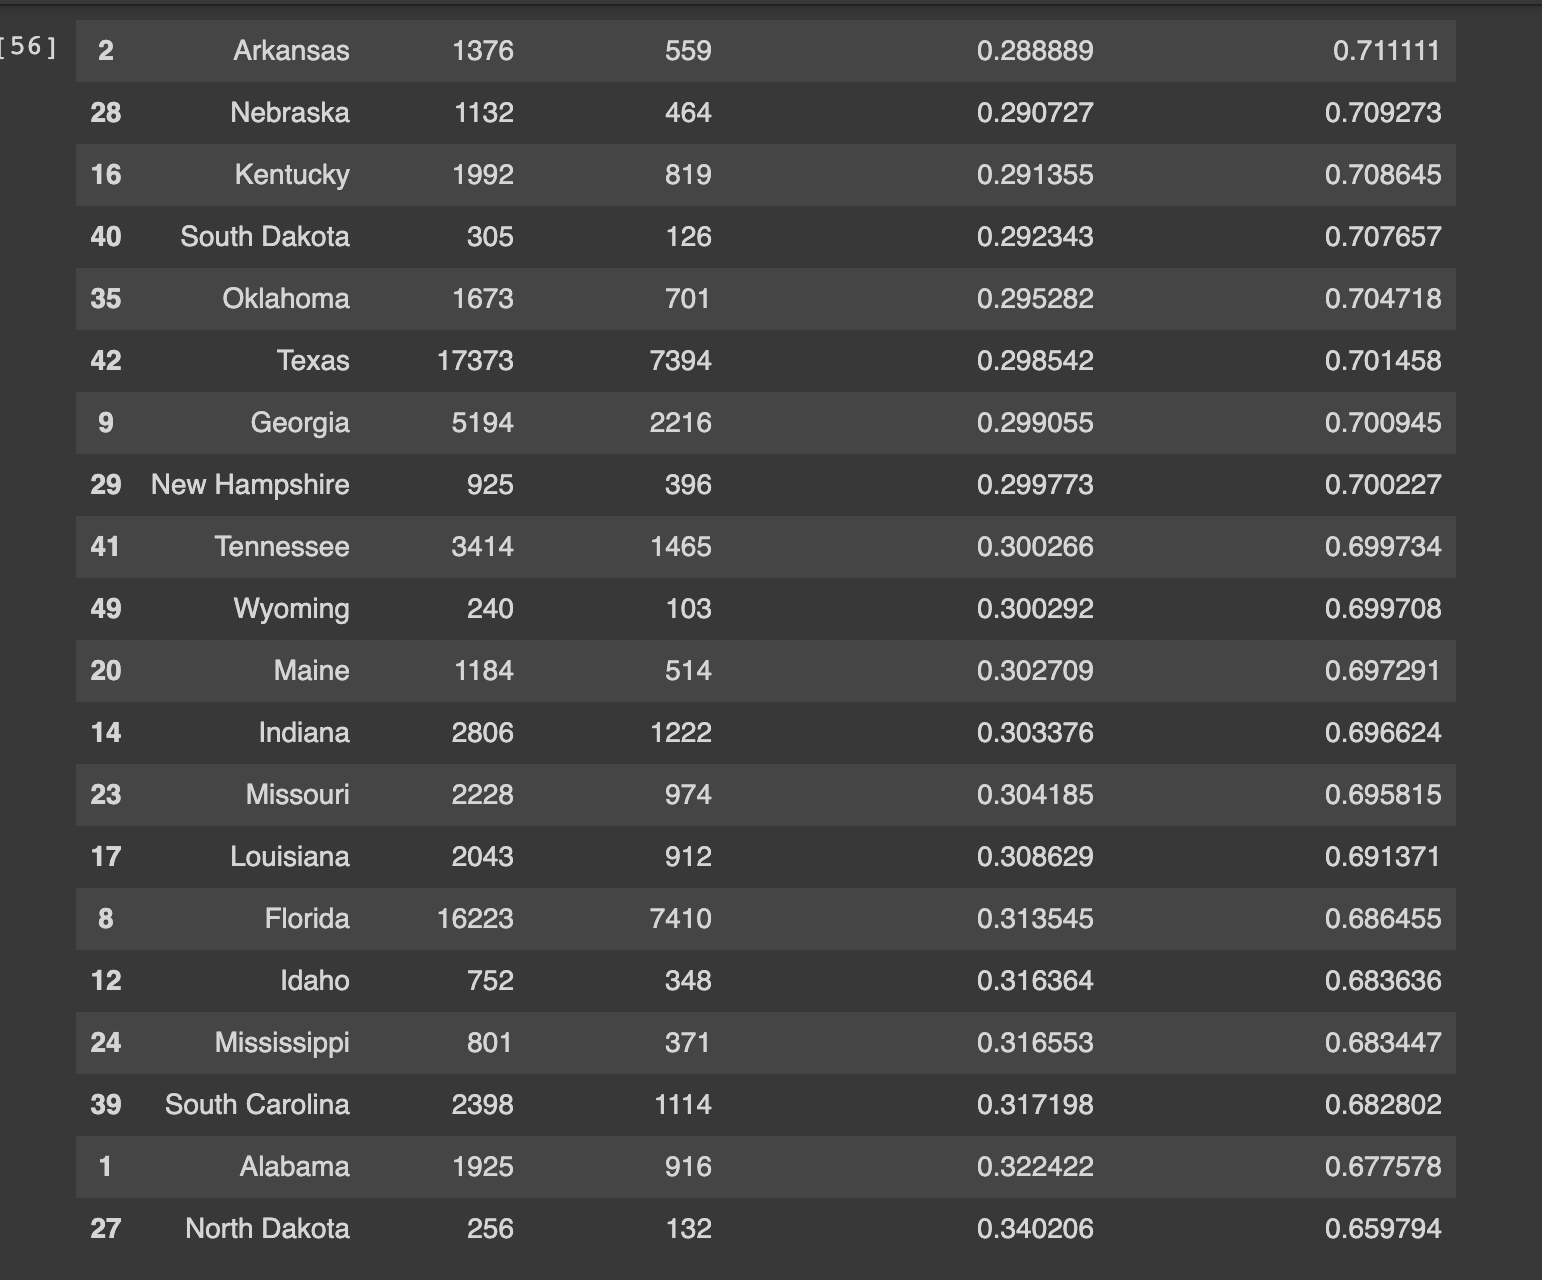 [56] 2 Arkansas 1376 559 0.288889 0.711111
28 Nebraska 1132 464 0.290727 0.709273
16 Kentucky 1992 819 0.291355 0.708645
40 South Dakota 305 126 0.292343 0.707657
35 Oklahoma 1673 701 0.295282 0.704718
42 Texas 17373 7394 0.298542 0.701458
9 Georgia 5194 2216 0.299055 0.700945
29 New Hampshire 925 396 0.299773 0.700227
41 Tennessee 3414 1465 0.300266 0.699734
49 Wyoming 240 103 0.300292 0.699708
20 Maine 1184 514 0.302709 0.697291
14 Indiana 2806 1222 0.303376 0.696624
23 Missouri 2228 974 0.304185 0.695815
17 Louisiana 2043 912 0.308629 0.691371
8 Florida 16223 7410 0.313545 0.686455
12 Idaho 752 348 0.316364 0.683636
24 Mississippi 801 371 0.316553 0.683447
39 South Carolina 2398 1114 0.317198 0.682802
1 Alabama 1925 916 0.322422 0.677578
27 North Dakota 256 132 0.340206 0.659794